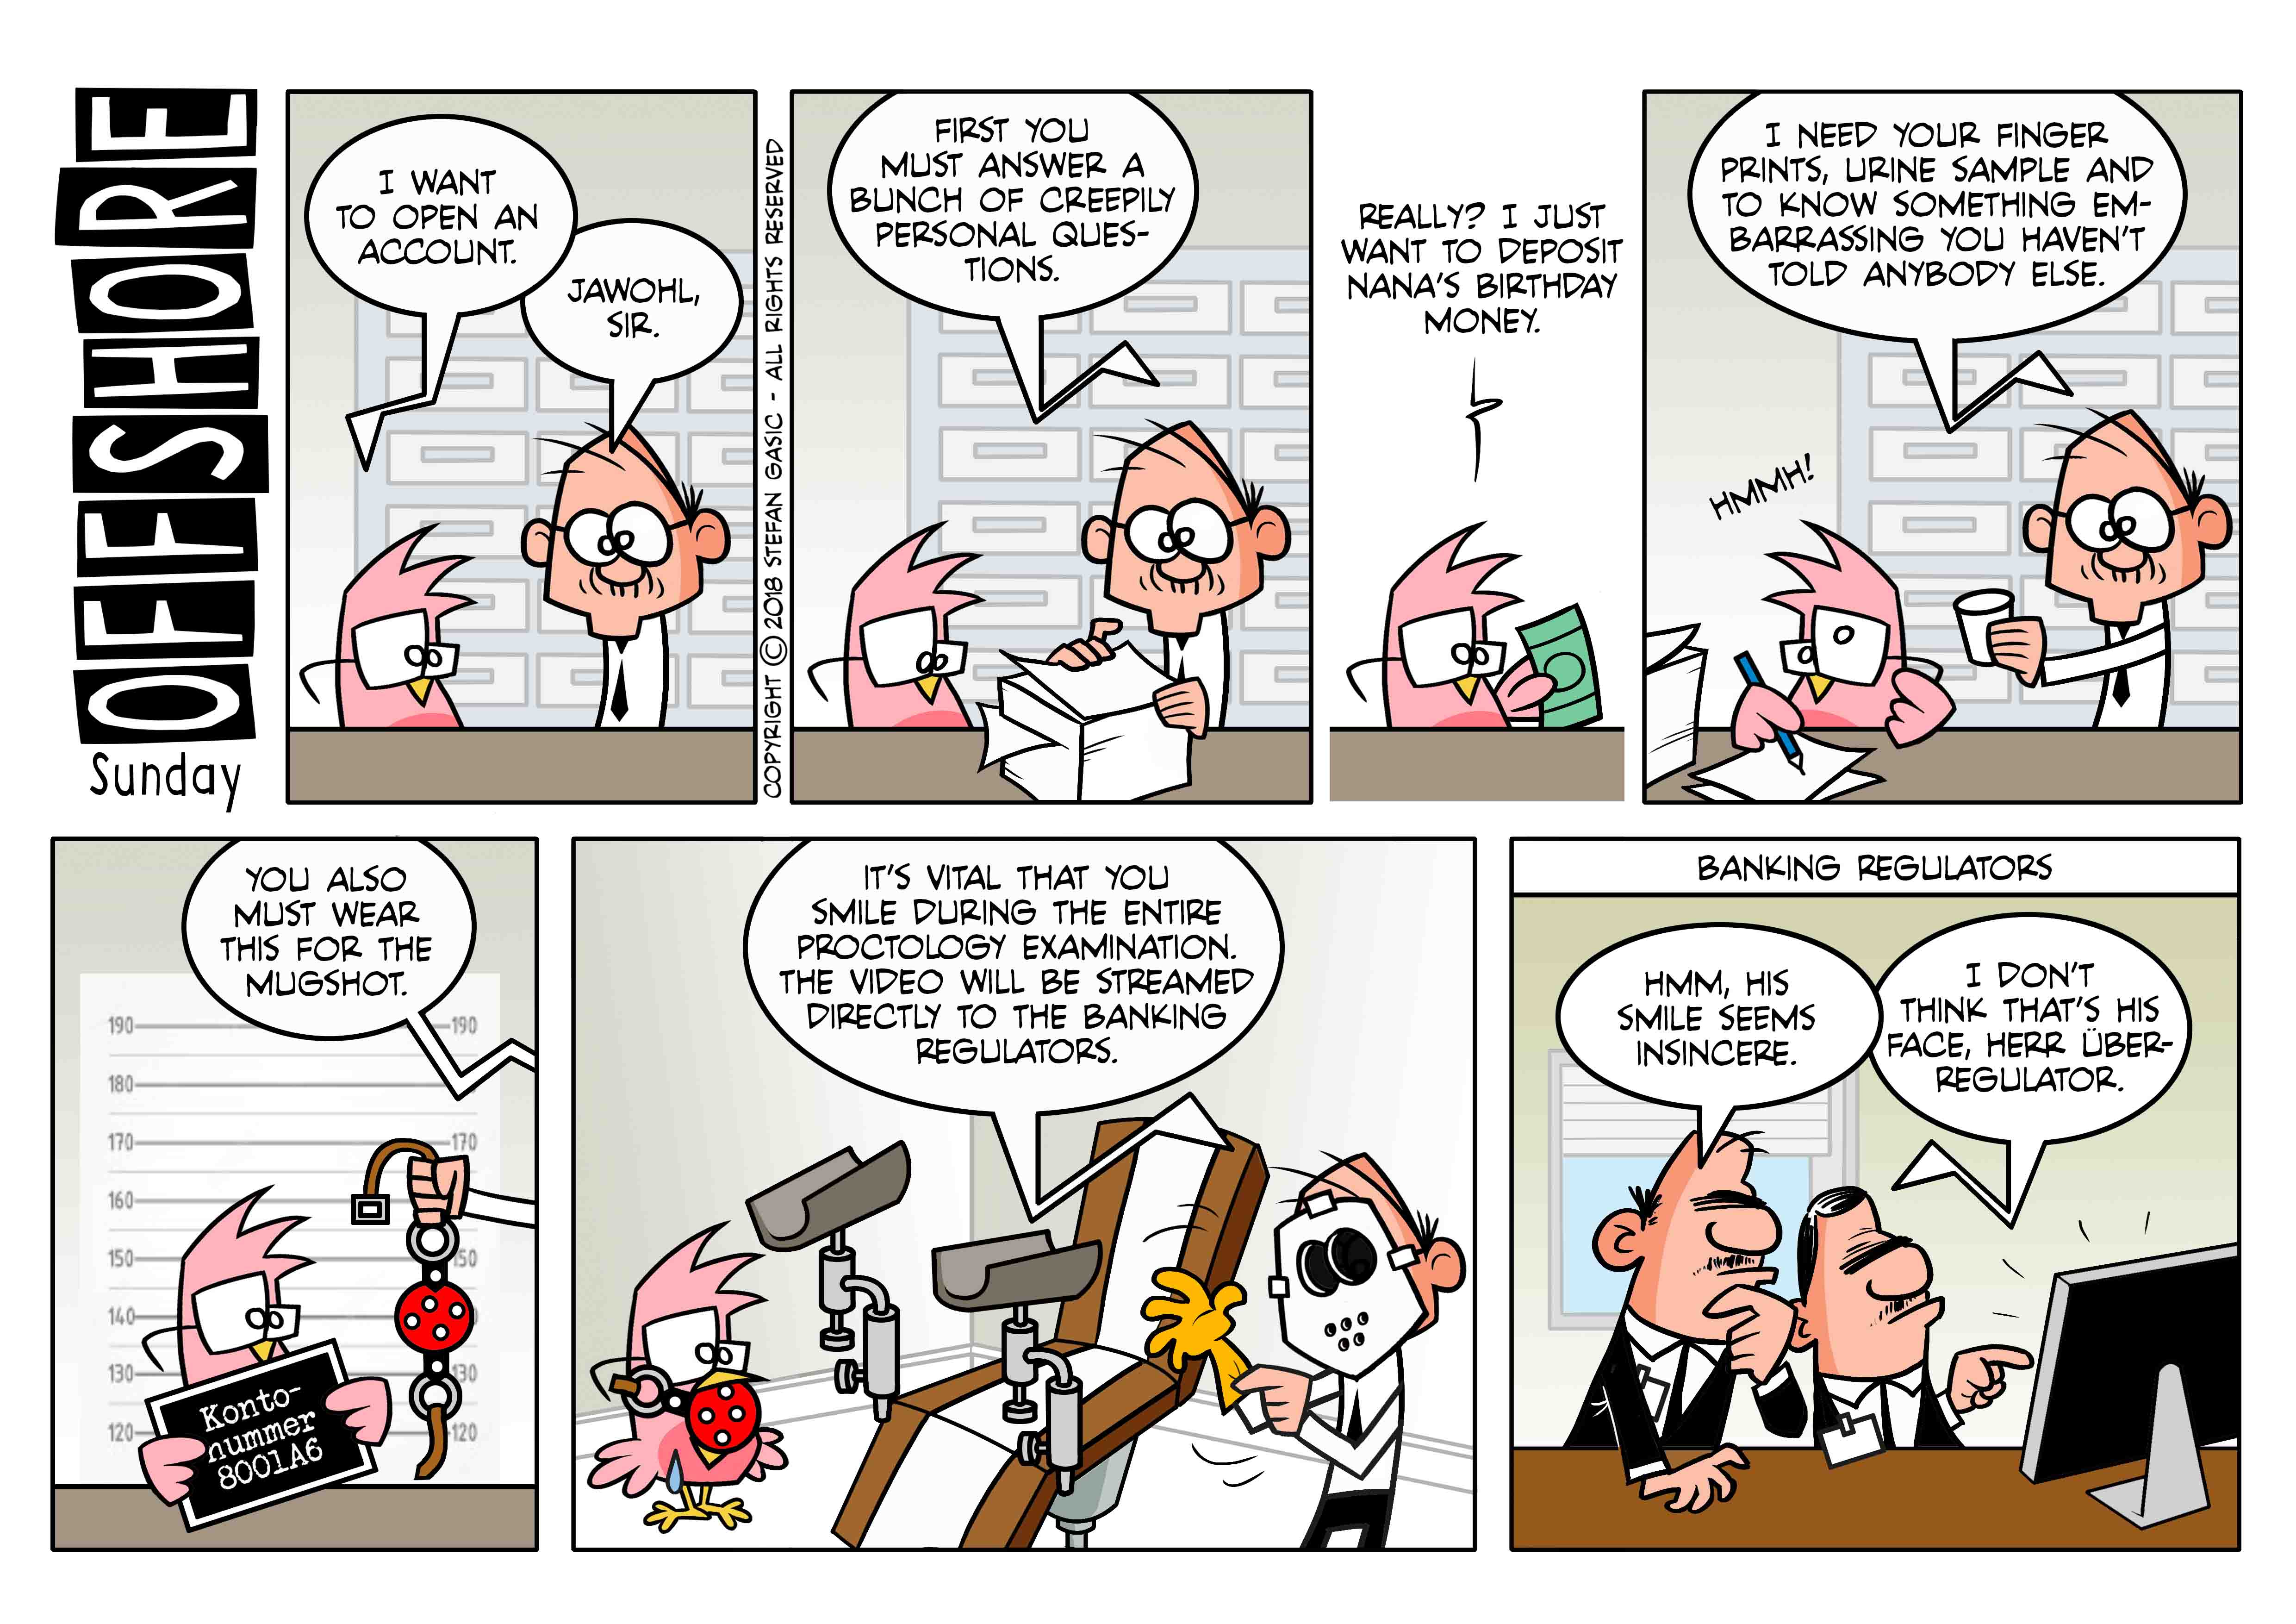 OFFSHORE
Sunday
I WANT
TO OPEN AN
ACCOUNT.
JAWOHL,
SIR.
COPYRIGHT © 2018 STEFAN GASIC - ALL RIGHTS RESERVED
FIRST YOU
MUST ANSWER A
BUNCH OF CREEPILY
PERSONAL QUES-
TIONS.
REALLY? I JUST
WANT TO DEPOSIT
NANA'S BIRTHDAY
MONEY.
I NEED YOUR FINGER
PRINTS, URINE SAMPLE AND
TO KNOW SOMETHING EM-
BARRASSING YOU HAVEN'T
TOLD ANYBODY ELSE.
HMMH!
YOU ALSO
MUST WEAR
THIS FOR THE
MUGSHOT.
190 190
180
170 170
160
150 150
140
130 130
120 120
Konto-
nummer
8001A6
IT'S VITAL THAT YOU
SMILE DURING THE ENTIRE
PROCTOLOGY EXAMINATION.
THE VIDEO WILL BE STREAMED
DIRECTLY TO THE BANKING
REGULATORS.
BANKING REGULATORS
HMM, HIS
SMILE SEEMS
INSINCERE.
I DON'T
THINK THAT'S HIS
FACE, HERR ÜBER-
REGULATOR.